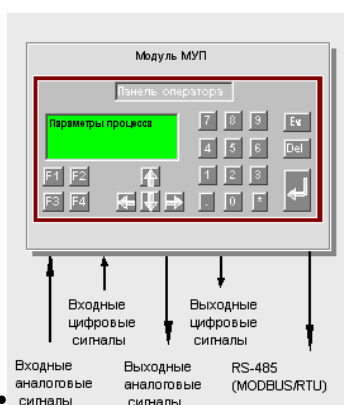 Модуль МУП
Панель оператора
Параметры процесса
7 8 9 Esc
4 5 6 Del
F1 F2 1 2 3
F3 F4 . 0 *
Входные
цифровые
сигналы
Выходные
цифровые
сигналы
Входные
аналоговые
сигналы
Выходные
аналоговые
сигналы
RS-485
(MODBUS/RTU)